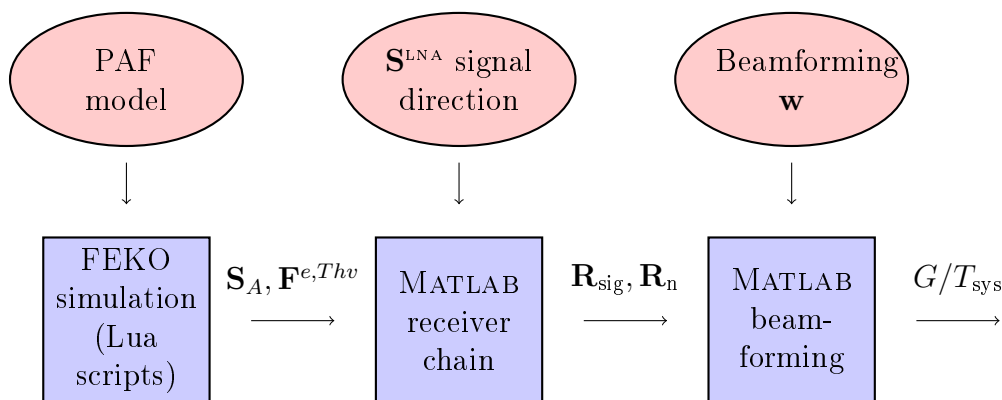 PAF
model
S^LNA signal
direction
Beamforming
w
FEKO
simulation
(Lua
scripts)
S_A, F^e,Thv
MATLAB
receiver
chain
R_sig, R_n
MATLAB
beam-
forming
G/T_sys